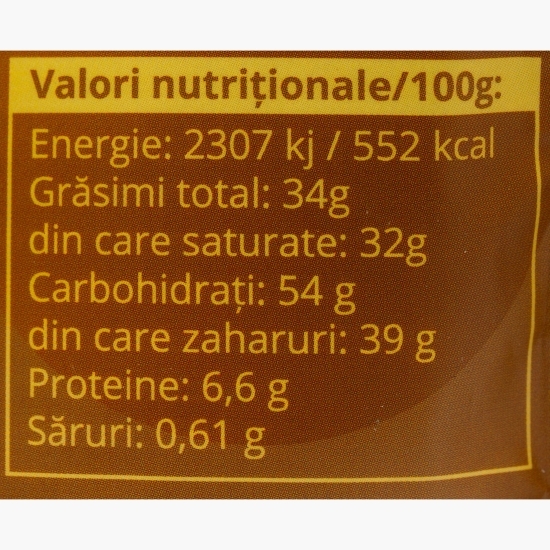 Valori nutriționale/100g:
Energie: 2307 kj / 552 kcal
Grăsimi total: 34g
din care saturate: 32g
Carbohidrați: 54 g
din care zaharuri: 39 g
Proteine: 6,6 g
Săruri: 0,61 g